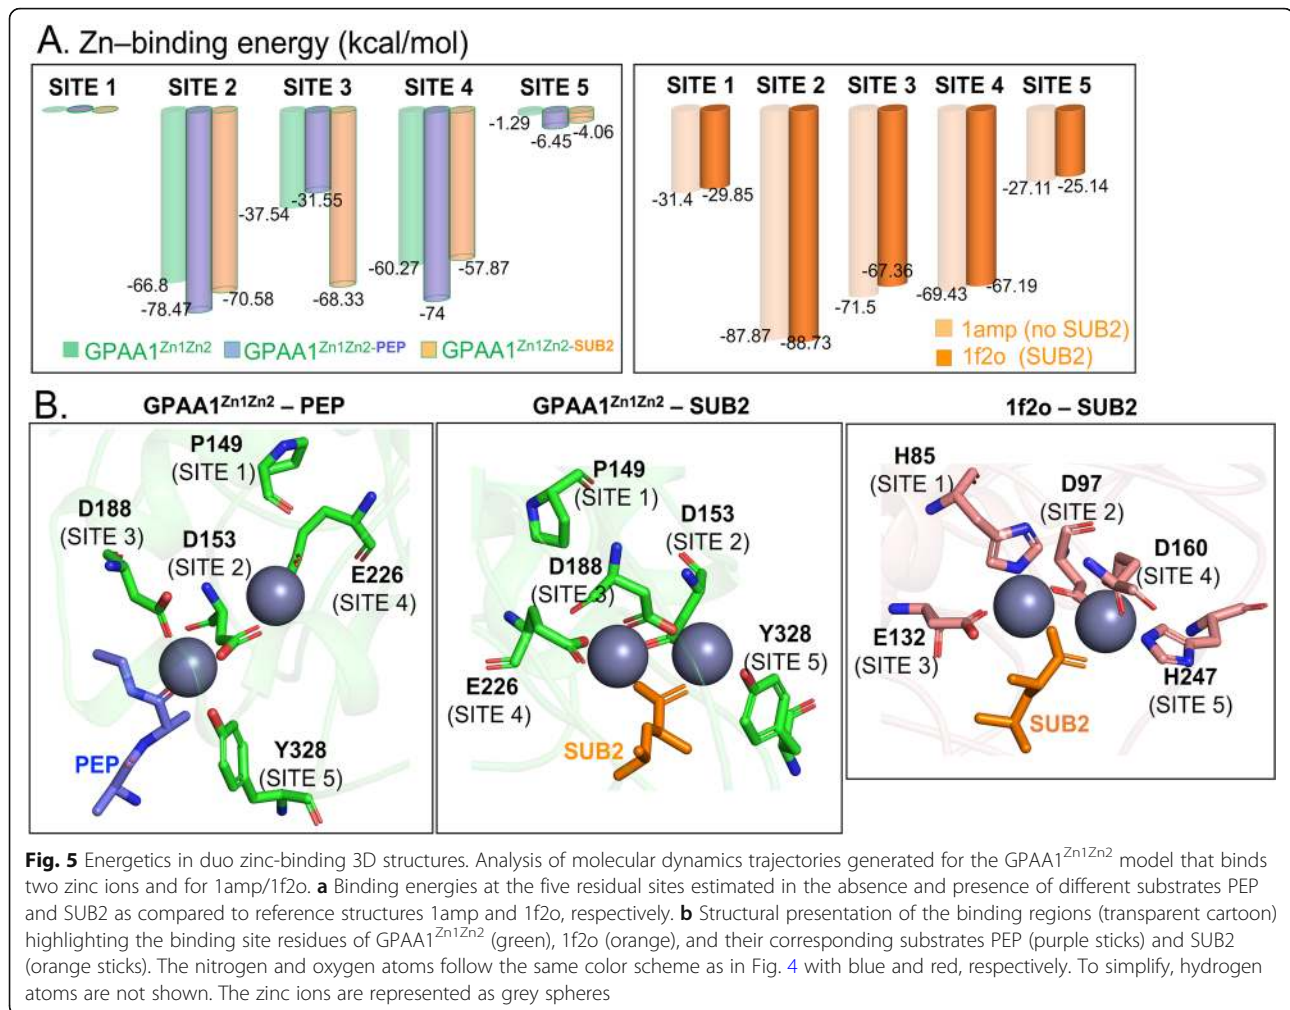 A. Zn–binding energy (kcal/mol)
SITE 1 SITE 2 SITE 3 SITE 4 SITE 5
-66.8
-78.47
-70.58
-37.54
-31.55
-68.33
-60.27
-74
-57.87
-1.29
-6.45
-4.06
GPAA1Zn1Zn2 GPAA1Zn1Zn2-PEP GPAA1Zn1Zn2-SUB2
SITE 1 SITE 2 SITE 3 SITE 4 SITE 5
-31.4
-29.85
-87.87
-88.73
-71.5
-67.36
-69.43
-67.19
-27.11
-25.14
1amp (no SUB2)
1f2o (SUB2)
B.
GPAA1Zn1Zn2 – PEP
P149
(SITE 1)
D188
(SITE 3)
D153
(SITE 2)
E226
(SITE 4)
PEP
Y328
(SITE 5)
GPAA1Zn1Zn2 – SUB2
P149
(SITE 1)
D153
(SITE 2)
D188
(SITE 3)
Y328
(SITE 5)
E226
(SITE 4)
SUB2
1f2o – SUB2
H85
(SITE 1)
D97
(SITE 2)
D160
(SITE 4)
E132
(SITE 3)
H247
(SITE 5)
SUB2
Fig. 5 Energetics in duo zinc-binding 3D structures. Analysis of molecular dynamics trajectories generated for the GPAA1Zn1Zn2 model that binds
two zinc ions and for 1amp/1f2o. a Binding energies at the five residual sites estimated in the absence and presence of different substrates PEP
and SUB2 as compared to reference structures 1amp and 1f2o, respectively. b Structural presentation of the binding regions (transparent cartoon)
highlighting the binding site residues of GPAA1Zn1Zn2 (green), 1f2o (orange), and their corresponding substrates PEP (purple sticks) and SUB2
(orange sticks). The nitrogen and oxygen atoms follow the same color scheme as in Fig. 4 with blue and red, respectively. To simplify, hydrogen
atoms are not shown. The zinc ions are represented as grey spheres